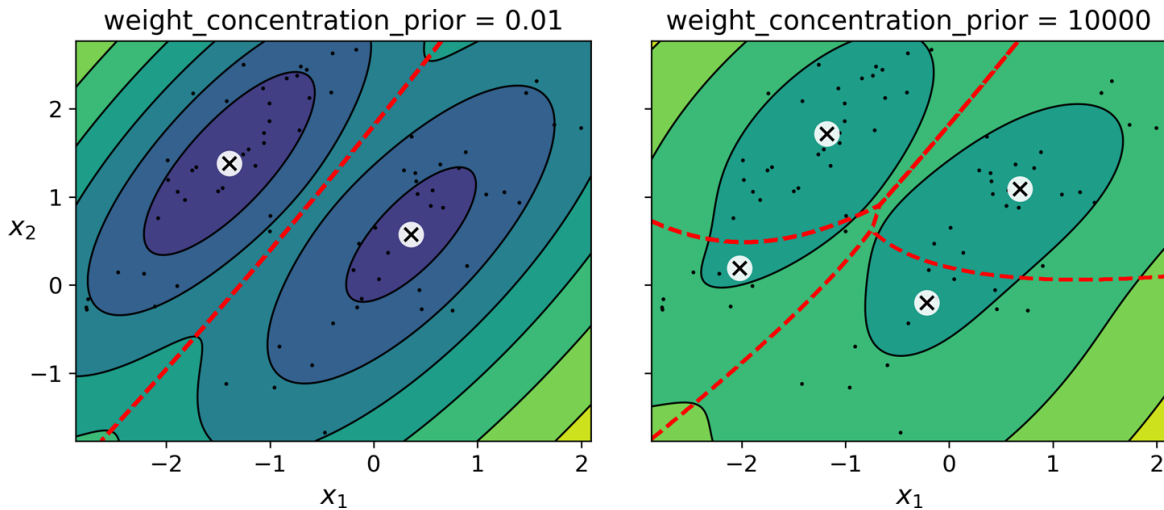 weight_concentration_prior = 0.01
2
1
0
−1
x₂
−2
−1
0
1
2
x₁
weight_concentration_prior = 10000
−2
−1
0
1
2
x₁